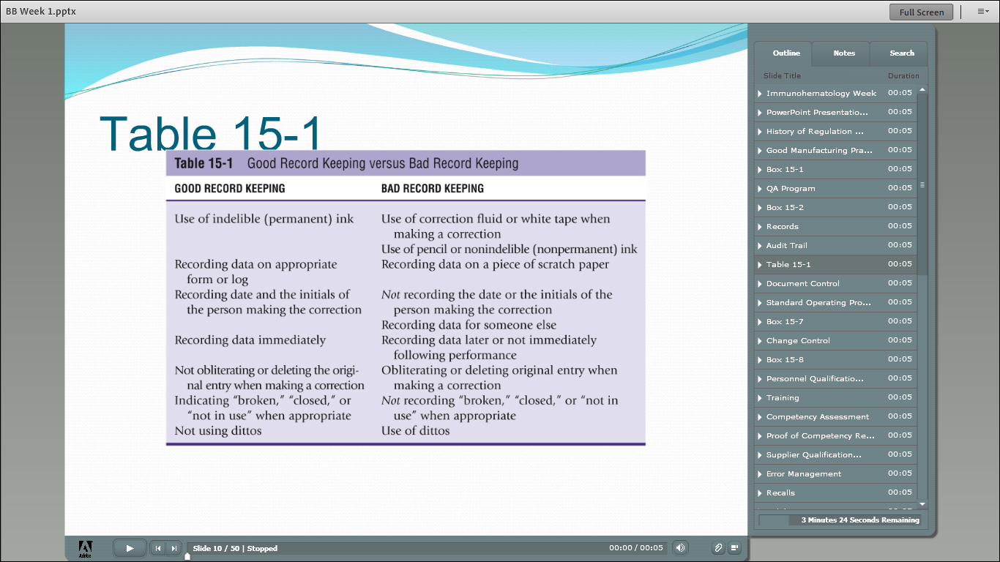 BB Week 1.pptx
Full Screen
Table 15-1
Table 15-1 Good Record Keeping versus Bad Record Keeping
GOOD RECORD KEEPING BAD RECORD KEEPING
Use of indelible (permanent) ink Use of correction fluid or white tape when
making a correction
Use of pencil or nonindelible (nonpermanent) ink
Recording data on appropriate Recording data on a piece of scratch paper
form or log
Recording date and the initials of Not recording the date or the initials of the
the person making the correction person making the correction
Recording data for someone else
Recording data immediately Recording data later or not immediately
following performance
Not obliterating or deleting the origi- Obliterating or deleting original entry when
nal entry when making a correction making a correction
Indicating “broken,” “closed,” or Not recording “broken,” “closed,” or “not in
“not in use” when appropriate use” when appropriate
Not using dittos Use of dittos
Outline Notes Search
Slide Title Duration
Immunohematology Week 00:05
PowerPoint Presentatio... 00:05
History of Regulation ... 00:05
Good Manufacturing Pra... 00:05
Box 15-1 00:05
QA Program 00:05
Box 15-2 00:05
Records 00:05
Audit Trail 00:05
Table 15-1 00:05
Document Control 00:05
Standard Operating Pro... 00:05
Box 15-7 00:05
Change Control 00:05
Box 15-8 00:05
Personnel Qualificatio... 00:05
Training 00:05
Competency Assessment 00:05
Proof of Competency Re... 00:05
Supplier Qualification... 00:05
Error Management 00:05
Recalls 00:05
3 Minutes 24 Seconds Remaining
Adobe
Slide 10 / 50 | Stopped 00:00 / 00:05